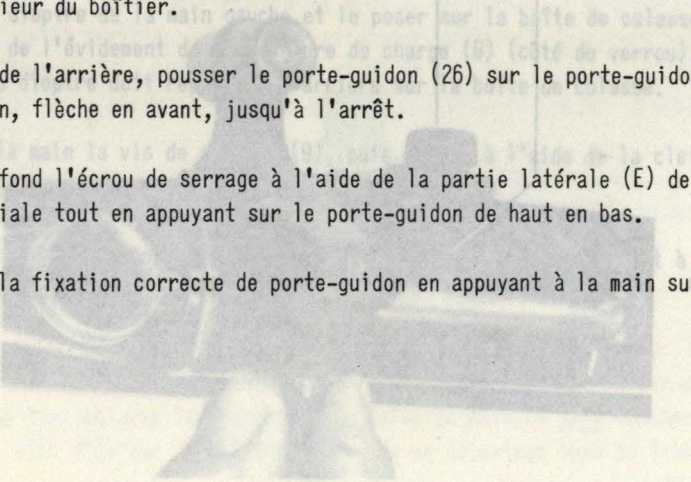 ieur du boîtier.
de l'arrière, pousser le porte-guidon (26) sur le porte-guido
n, flèche en avant, jusqu'à l'arrêt.
fond l'écrou de serrage à l'aide de la partie latérale (E) de
iale tout en appuyant sur le porte-guidon de haut en bas.
la fixation correcte de porte-guidon en appuyant à la main su